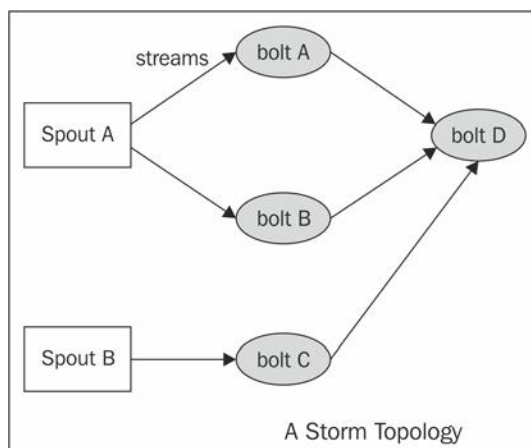 streams
bolt A
Spout A
bolt D
bolt B
Spout B
bolt C
A Storm Topology